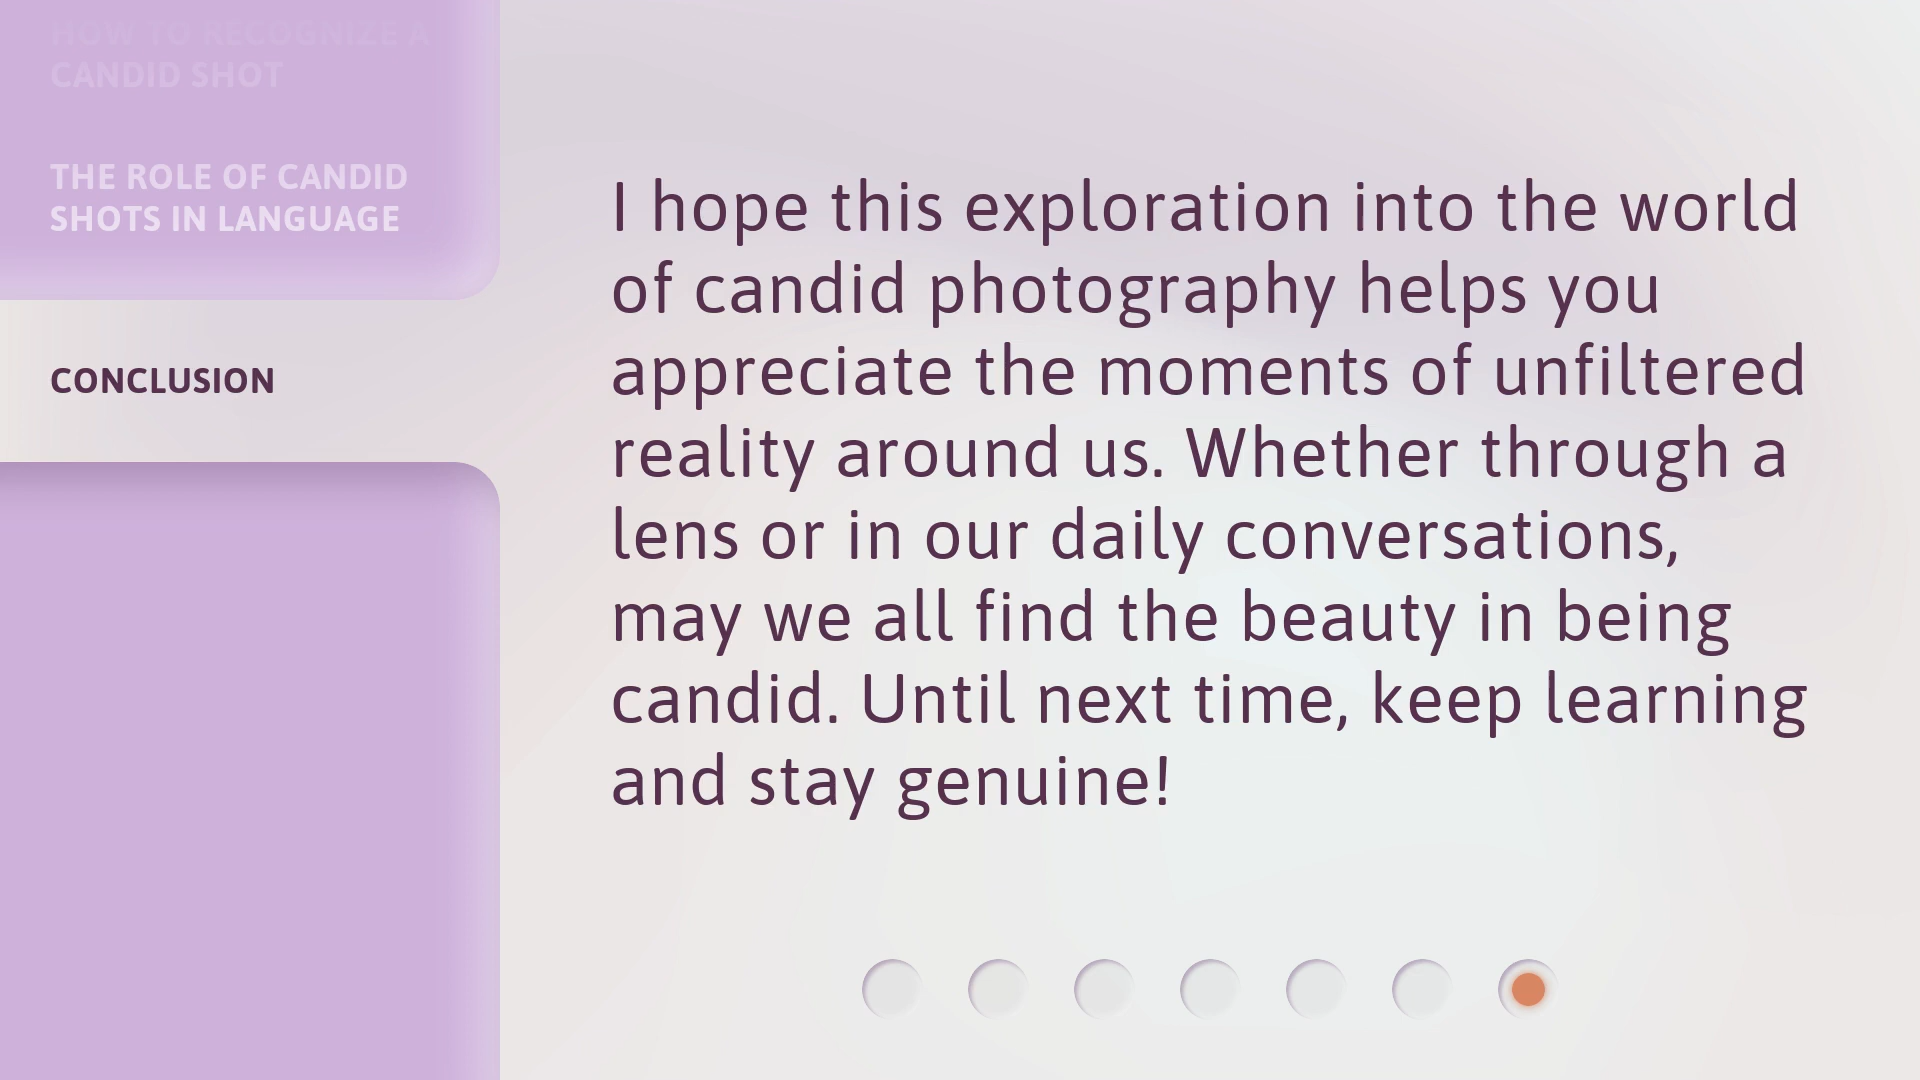 HOW TO RECOGNIZE A
CANDID SHOT
THE ROLE OF CANDID
SHOTS IN LANGUAGE
CONCLUSION
I hope this exploration into the world
of candid photography helps you
appreciate the moments of unfiltered
reality around us. Whether through a
lens or in our daily conversations,
may we all find the beauty in being
candid. Until next time, keep learning
and stay genuine!